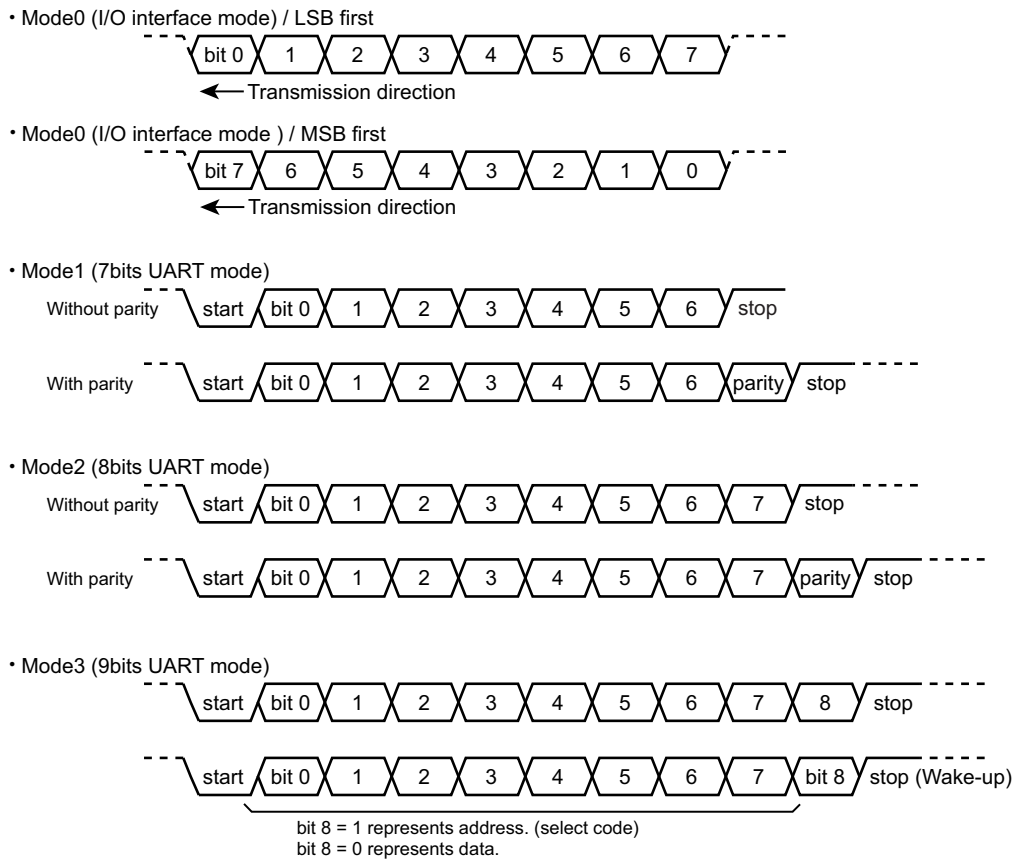 ・Mode0 (I/O interface mode) / LSB first
bit 0 1 2 3 4 5 6 7
Transmission direction
・Mode0 (I/O interface mode ) / MSB first
bit 7 6 5 4 3 2 1 0
Transmission direction
・Mode1 (7bits UART mode)
Without parity start bit 0 1 2 3 4 5 6 stop
With parity start bit 0 1 2 3 4 5 6 parity stop
・Mode2 (8bits UART mode)
Without parity start bit 0 1 2 3 4 5 6 7 stop
With parity start bit 0 1 2 3 4 5 6 7 parity stop
・Mode3 (9bits UART mode)
start bit 0 1 2 3 4 5 6 7 8 stop
start bit 0 1 2 3 4 5 6 7 bit 8 stop (Wake-up)
bit 8 = 1 represents address. (select code)
bit 8 = 0 represents data.